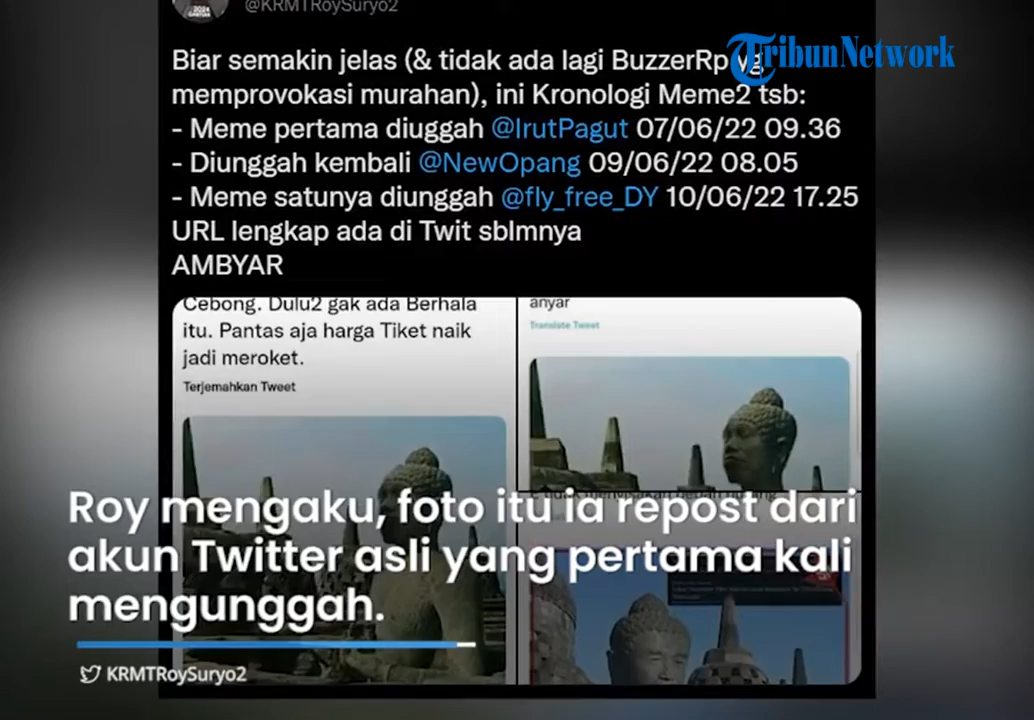 @KRMTRoySuryo2
Biar semakin jelas (& tidak ada lagi BuzzerRp yg
TribunNetwork
memprovokasi murahan), ini Kronologi Meme2 tsb:
- Meme pertama diuggah @IrutPagut 07/06/22 09.36
- Diunggah kembali @NewOpang 09/06/22 08.05
- Meme satunya diunggah @fly_free_DY 10/06/22 17.25
URL lengkap ada di Twit sblmnya
AMBYAR
Cebong. Dulu2 gak ada Berhala
itu. Pantas aja harga Tiket naik
jadi meroket.
Terjemahkan Tweet
anyar
Translate Tweet
Roy mengaku, foto itu ia repost dari
akun Twitter asli yang pertama kali
mengunggah.
KRMTRoySuryo2